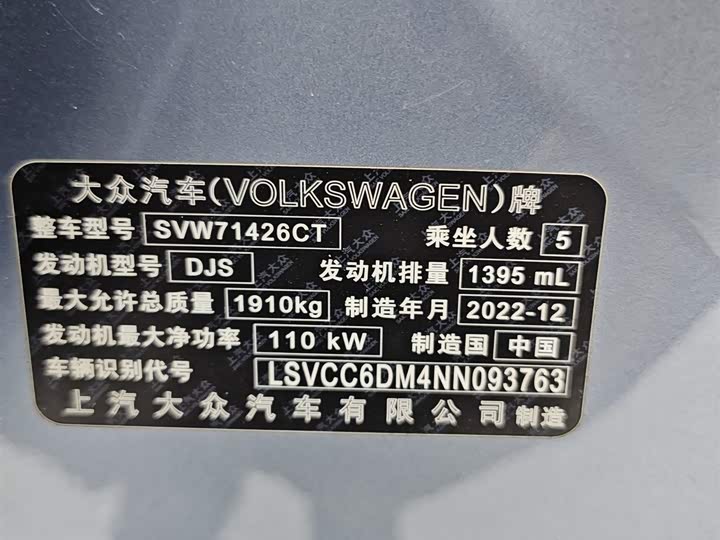 大众汽车(VOLKSWAGEN)牌
整车型号 SVW71426CT 乘坐人数 5
发动机型号 DJS 发动机排量 1395 mL
最大允许总质量 1910kg 制造年月 2022-12
发动机最大净功率 110 kW 制造国 中国
车辆识别代号 LSVCC6DM4NN093763
上汽大众汽车有限公司 制造